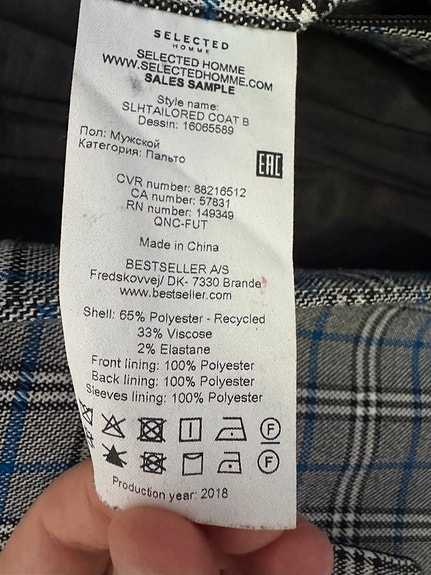 SELECTED
HOMME
SELECTED HOMME
WWW.SELECTEDHOMME.COM
SALES SAMPLE
Style name:
SLHTAILORED COAT B
Dessin: 16065589
Пол: Мужской
Категория: Пальто
EAC
CVR number: 88216512
CA number: 57831
RN number: 149349
QNC-FUT
Made in China
BESTSELLER A/S
Fredskovvej/ DK- 7330 Brande
www.bestseller.com
Shell: 65% Polyester - Recycled
33% Viscose
2% Elastane
Front lining: 100% Polyester
Back lining: 100% Polyester
Sleeves lining: 100% Polyester
F
F
Production year: 2018